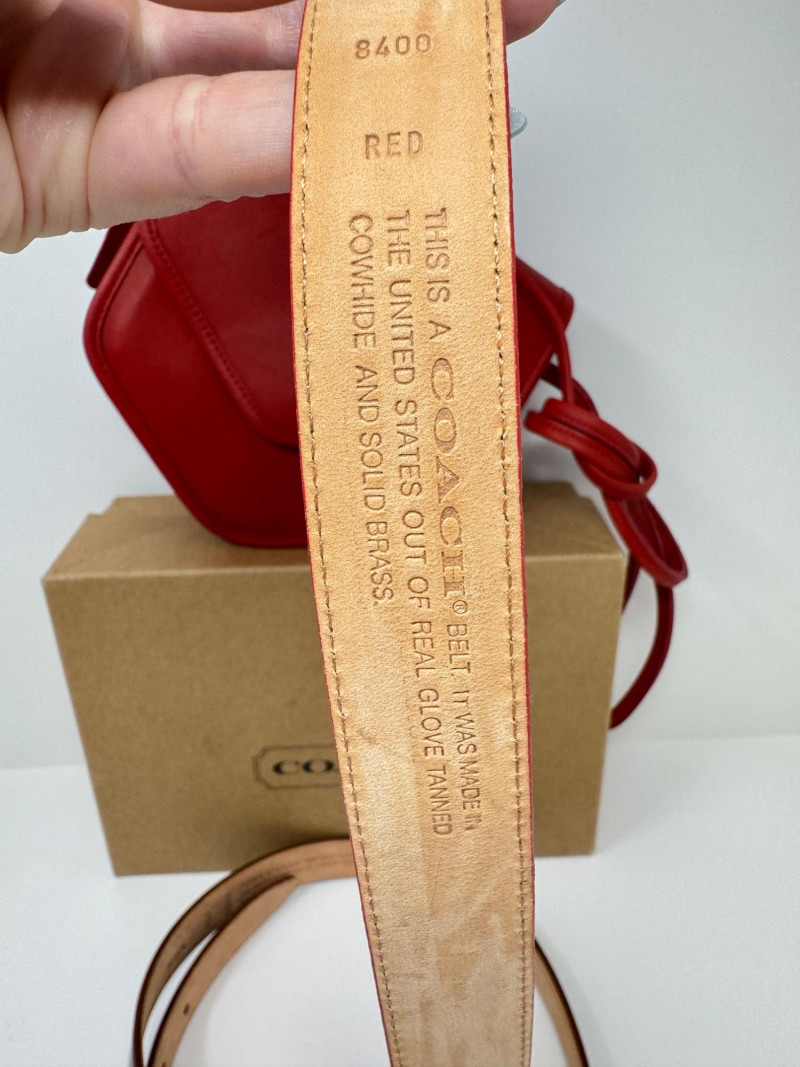 8400
RED
THIS IS A COACH® BELT. IT WAS MADE IN
THE UNITED STATES OUT OF REAL GLOVE TANNED
COWHIDE AND SOLID BRASS.